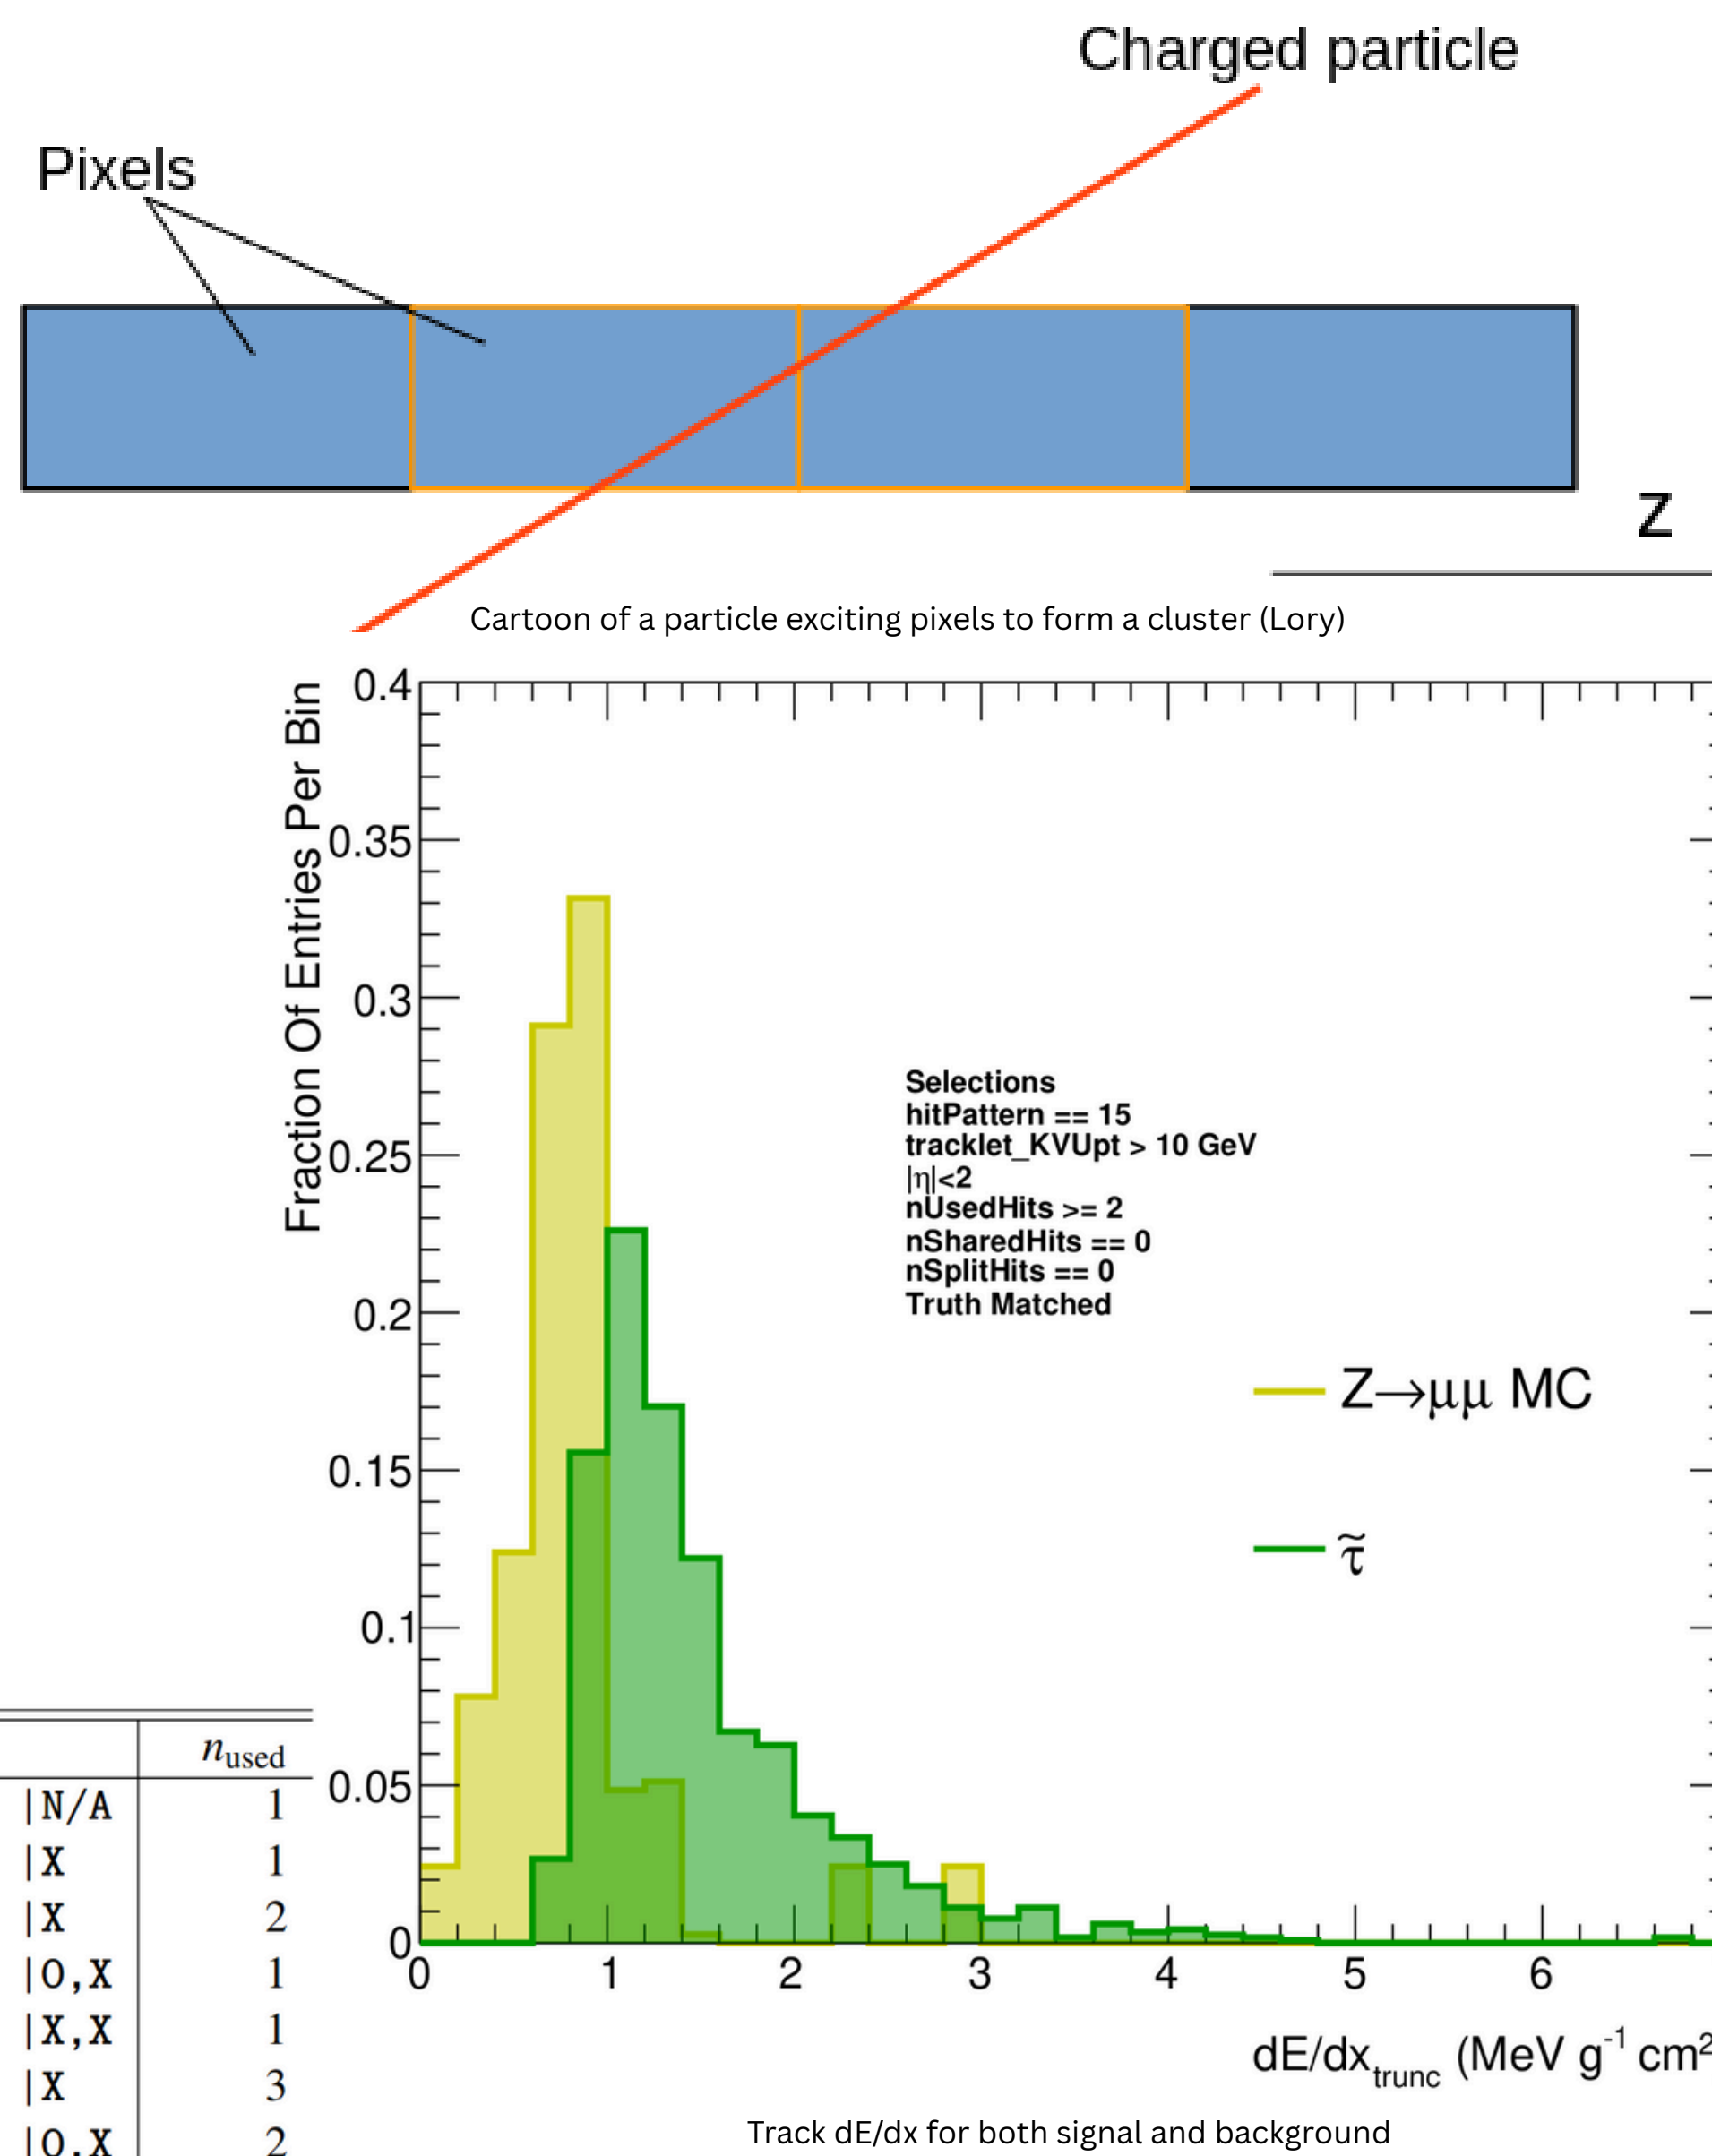 Charged particle
Pixels
z
Cartoon of a particle exciting pixels to form a cluster (Lory)
Fraction Of Entries Per Bin
0.4
0.35
0.3
0.25
0.2
0.15
0.1
0.05
0
Selections
hitPattern == 15
tracklet_KVUpt > 10 GeV
|η|<2
nUsedHits >= 2
nSharedHits == 0
nSplitHits == 0
Truth Matched
Z→μμ MC
τ̃
0 1 2 3 4 5 6
dE/dx_trunc (MeV g⁻¹ cm²
Track dE/dx for both signal and background
n_used
|N/A 1
|X 1
|X 2
|O,X 1
|X,X 1
|X 3
|O,X 2